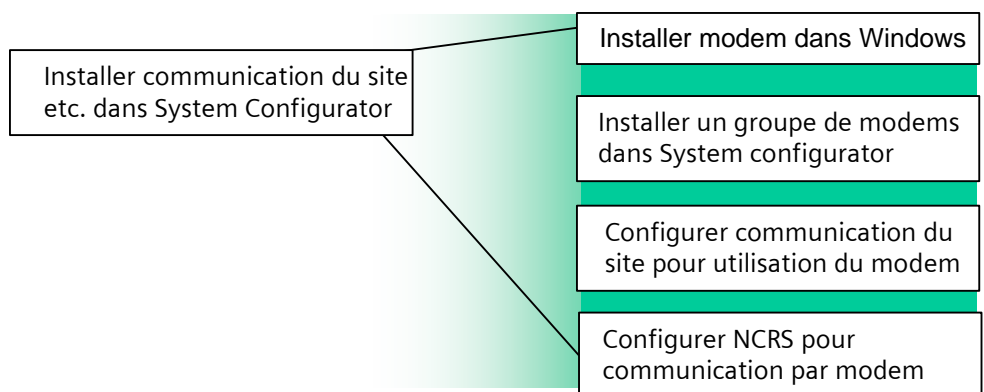 Installer communication du site
etc. dans System Configurator
Installer modem dans Windows
Installer un groupe de modems
dans System configurator
Configurer communication du
site pour utilisation du modem
Configurer NCRS pour
communication par modem